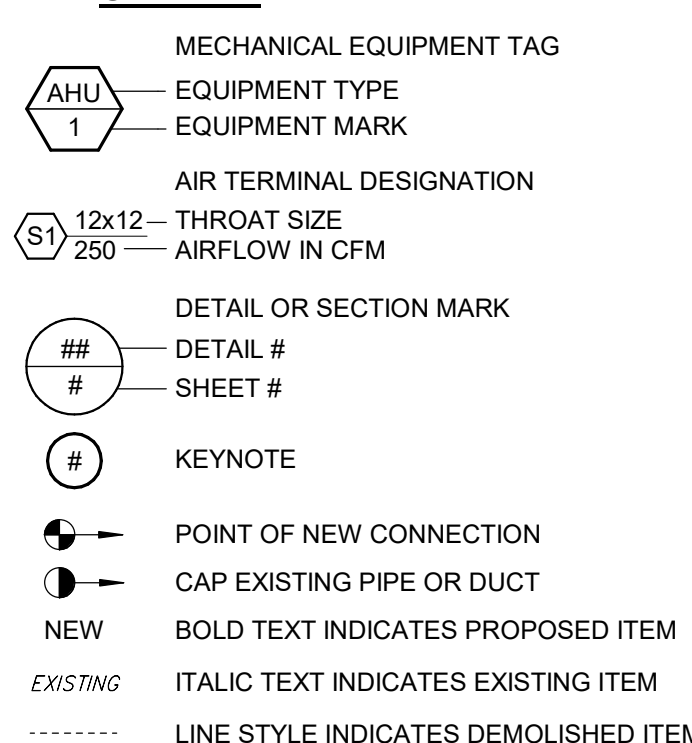 MECHANICAL EQUIPMENT TAG
AHU EQUIPMENT TYPE
1 EQUIPMENT MARK
AIR TERMINAL DESIGNATION
S1 12x12 THROAT SIZE
250 AIRFLOW IN CFM
DETAIL OR SECTION MARK
## DETAIL #
# SHEET #
# KEYNOTE
POINT OF NEW CONNECTION
CAP EXISTING PIPE OR DUCT
NEW BOLD TEXT INDICATES PROPOSED ITEM
EXISTING ITALIC TEXT INDICATES EXISTING ITEM
LINE STYLE INDICATES DEMOLISHED ITEM